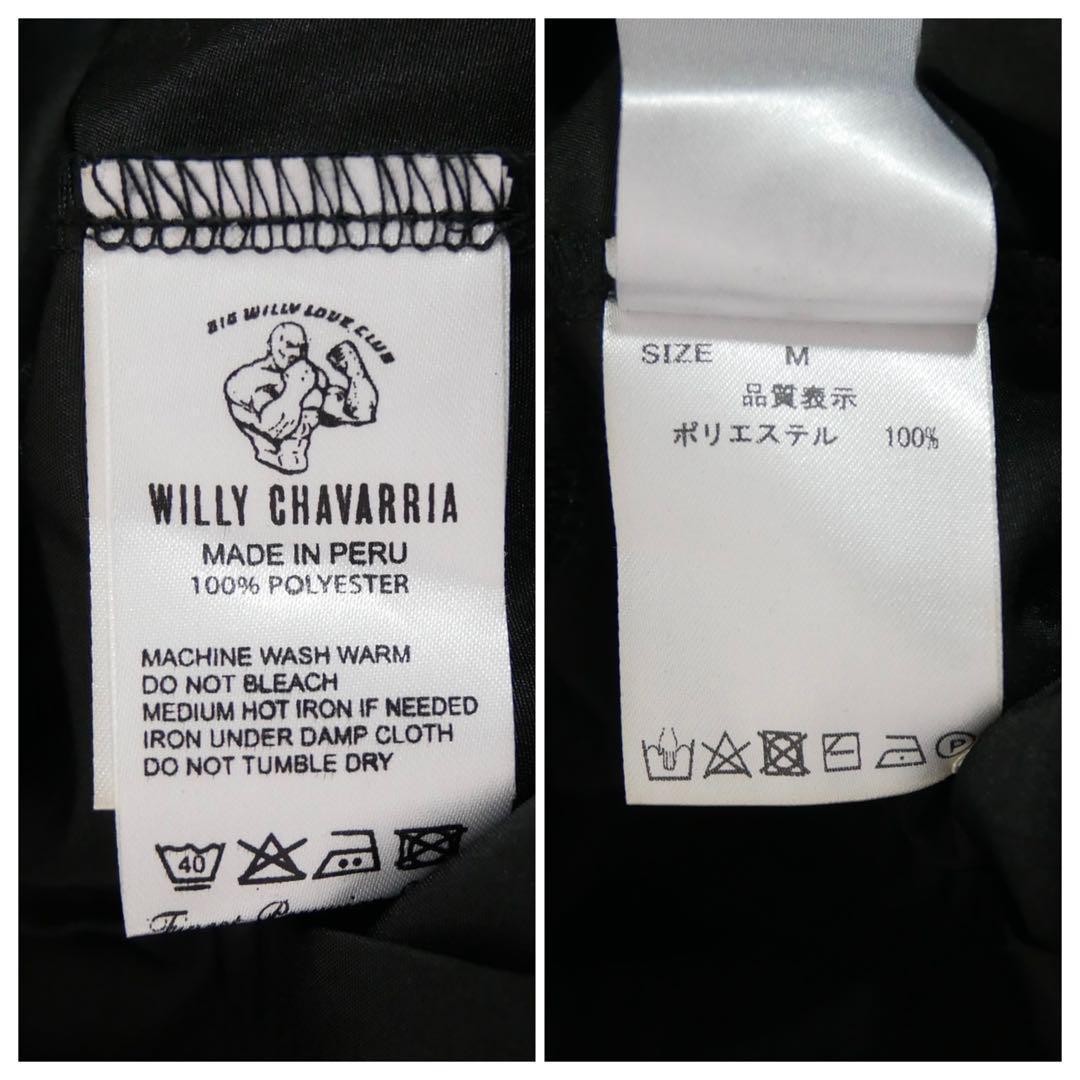 BIG WILLY LOVE CLUB
WILLY CHAVARRIA
MADE IN PERU
100% POLYESTER
MACHINE WASH WARM
DO NOT BLEACH
MEDIUM HOT IRON IF NEEDED
IRON UNDER DAMP CLOTH
DO NOT TUMBLE DRY
40
SIZE M
品質表示
ポリエステル 100%
P